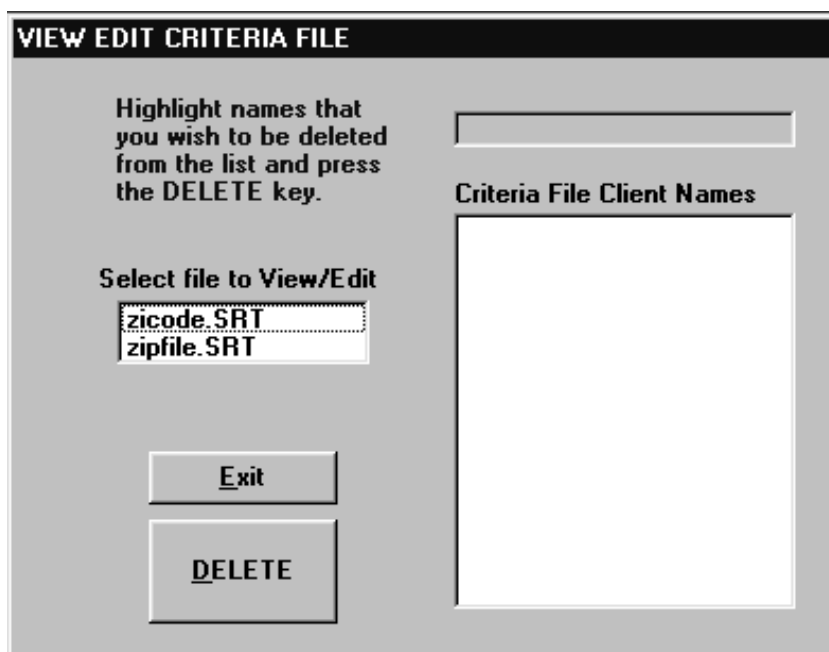 VIEW EDIT CRITERIA FILE
Highlight names that
you wish to be deleted
from the list and press
the DELETE key.
Criteria File Client Names
Select file to View/Edit
zicode.SRT
zipfile.SRT
Exit
DELETE